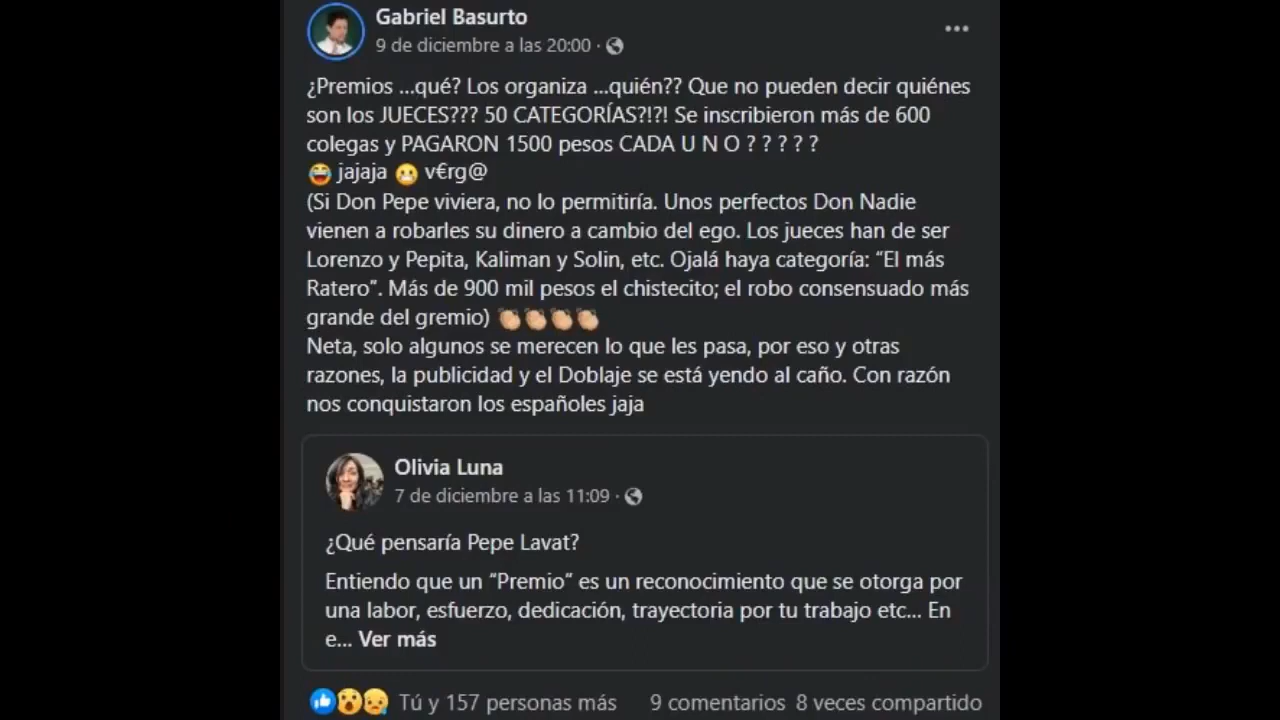 Gabriel Basurto
9 de diciembre a las 20:00 ·
¿Premios ...qué? Los organiza ...quién?? Que no pueden decir quiénes
son los JUECES??? 50 CATEGORÍAS?!?! Se inscribieron más de 600
colegas y PAGARON 1500 pesos CADA U N O ? ? ? ? ?
😂 jajaja 😬 v€rg@
(Si Don Pepe viviera, no lo permitiría. Unos perfectos Don Nadie
vienen a robarles su dinero a cambio del ego. Los jueces han de ser
Lorenzo y Pepita, Kaliman y Solin, etc. Ojalá haya categoría: “El más
Ratero”. Más de 900 mil pesos el chistecito; el robo consensuado más
grande del gremio) 👏🏼👏🏼👏🏼👏🏼
Neta, solo algunos se merecen lo que les pasa, por eso y otras
razones, la publicidad y el Doblaje se está yendo al caño. Con razón
nos conquistaron los españoles jaja
Olivia Luna
7 de diciembre a las 11:09 ·
¿Qué pensaría Pepe Lavat?
Entiendo que un “Premio“ es un reconocimiento que se otorga por
una labor, esfuerzo, dedicación, trayectoria por tu trabajo etc... En
e... Ver más
Tú y 157 personas más 9 comentarios 8 veces compartido